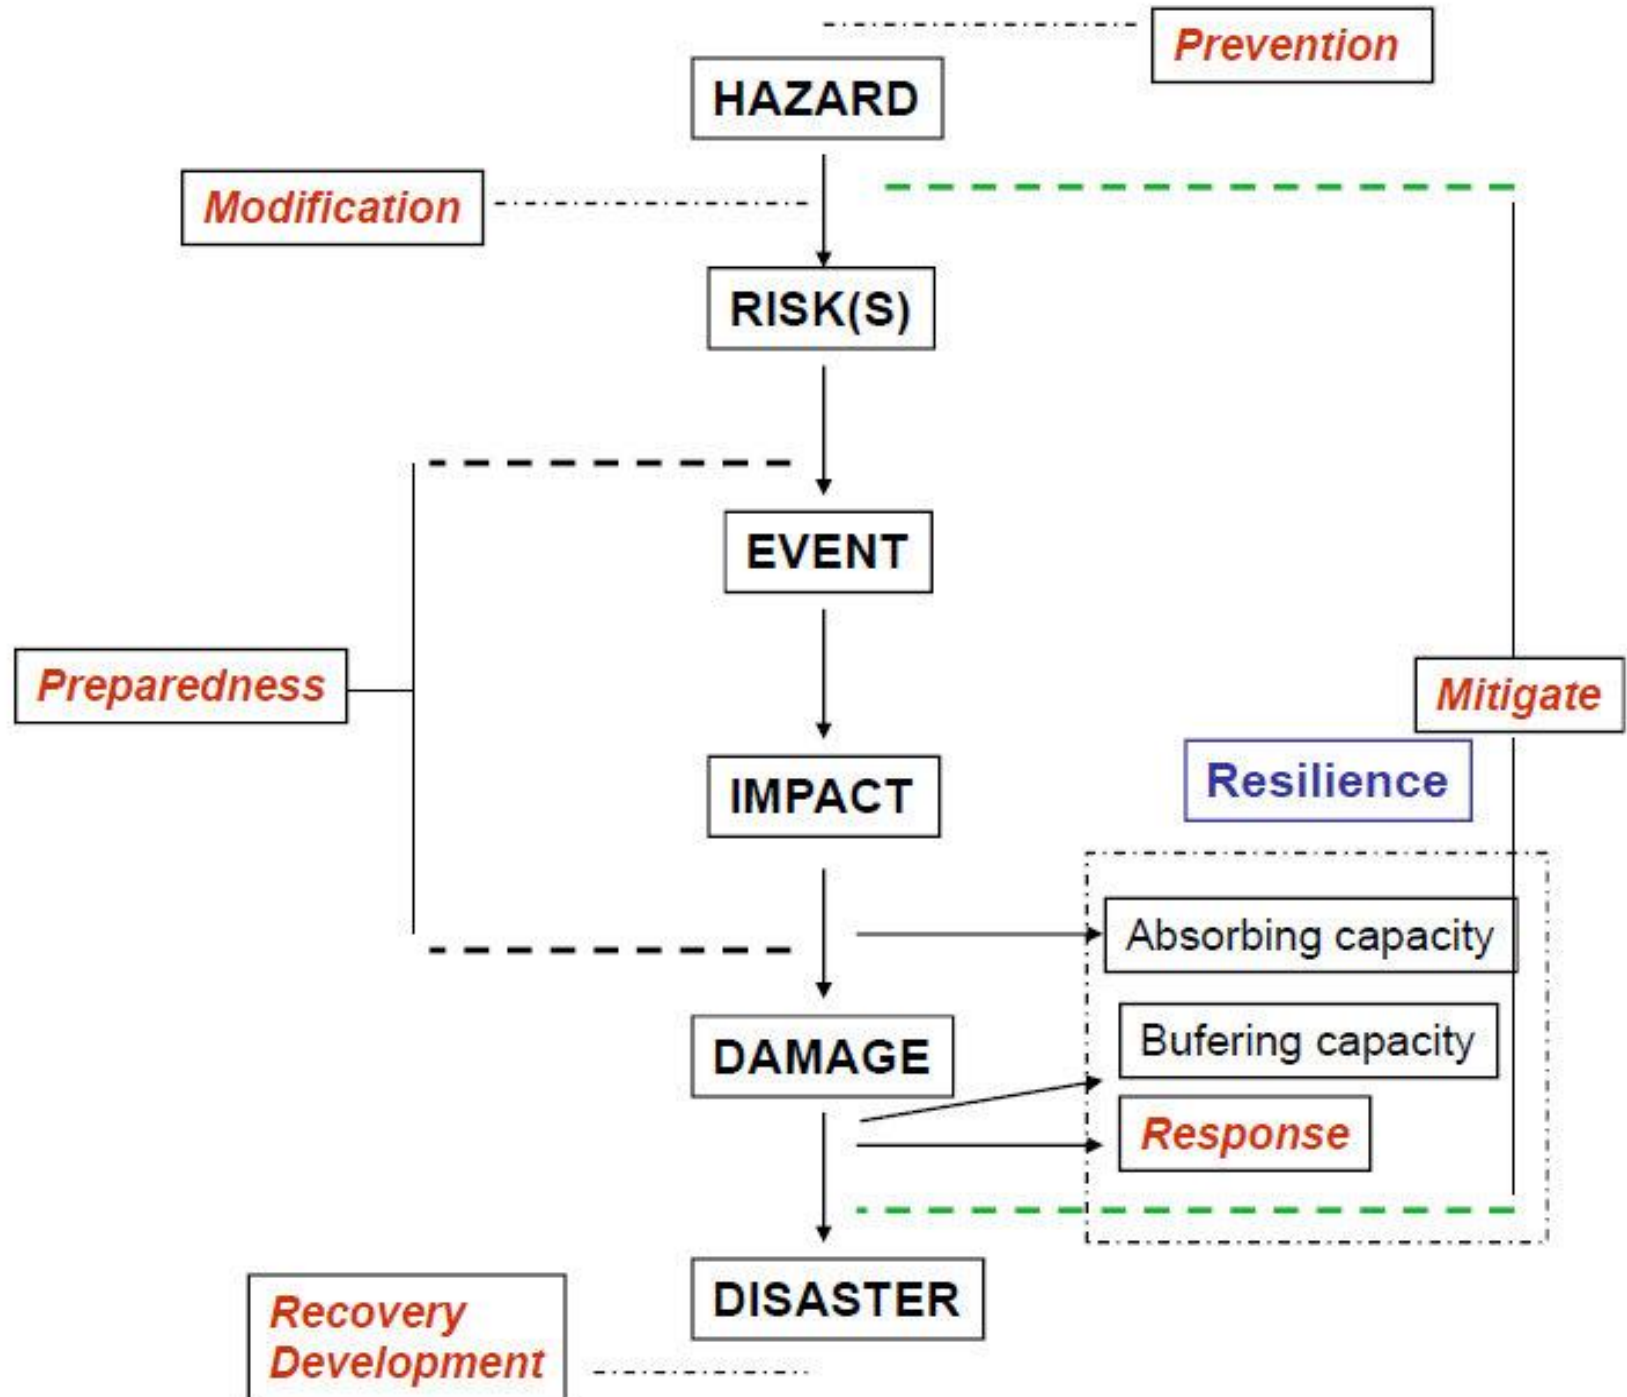 Prevention
HAZARD
Modification
RISK(S)
EVENT
Preparedness
Mitigate
Resilience
IMPACT
Absorbing capacity
Bufering capacity
DAMAGE
Response
DISASTER
Recovery
Development